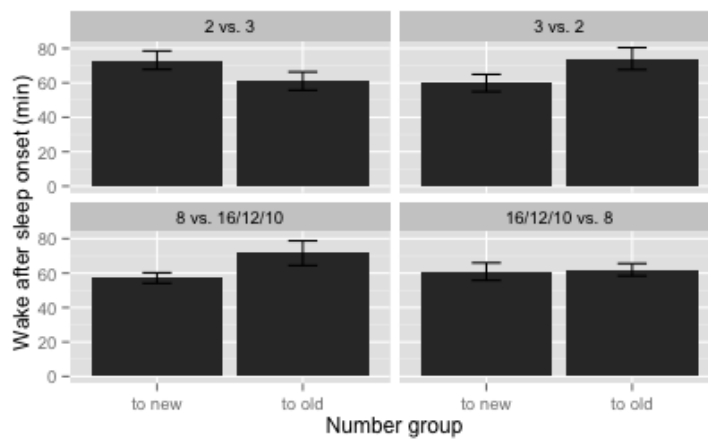 2 vs. 3
3 vs. 2
80
60
40
20
0
8 vs. 16/12/10
16/12/10 vs. 8
80
60
40
20
0
to new
to old
to new
to old
Number group
Wake after sleep onset (min)